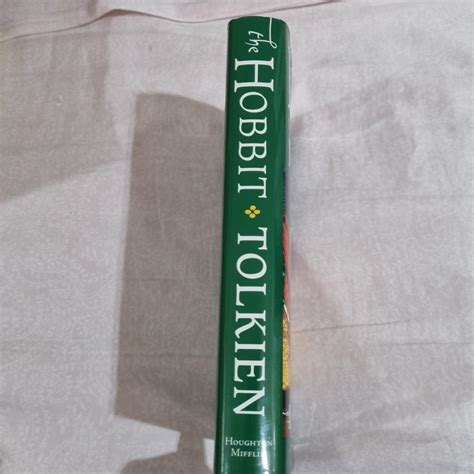 the HOBBIT TOLKIEN
HOUGHTON
MIFFLIN